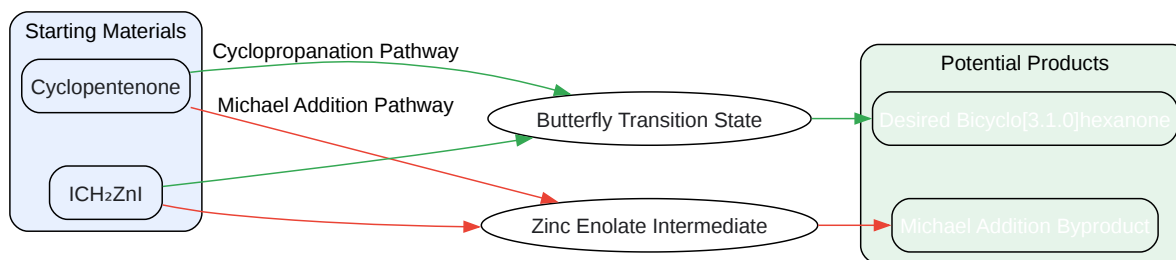 Starting Materials
Cyclopentenone
ICH₂ZnI
Cyclopropanation Pathway
Michael Addition Pathway
Butterfly Transition State
Zinc Enolate Intermediate
Potential Products
Desired Bicyclo[3.1.0]hexanone
Michael Addition Byproduct